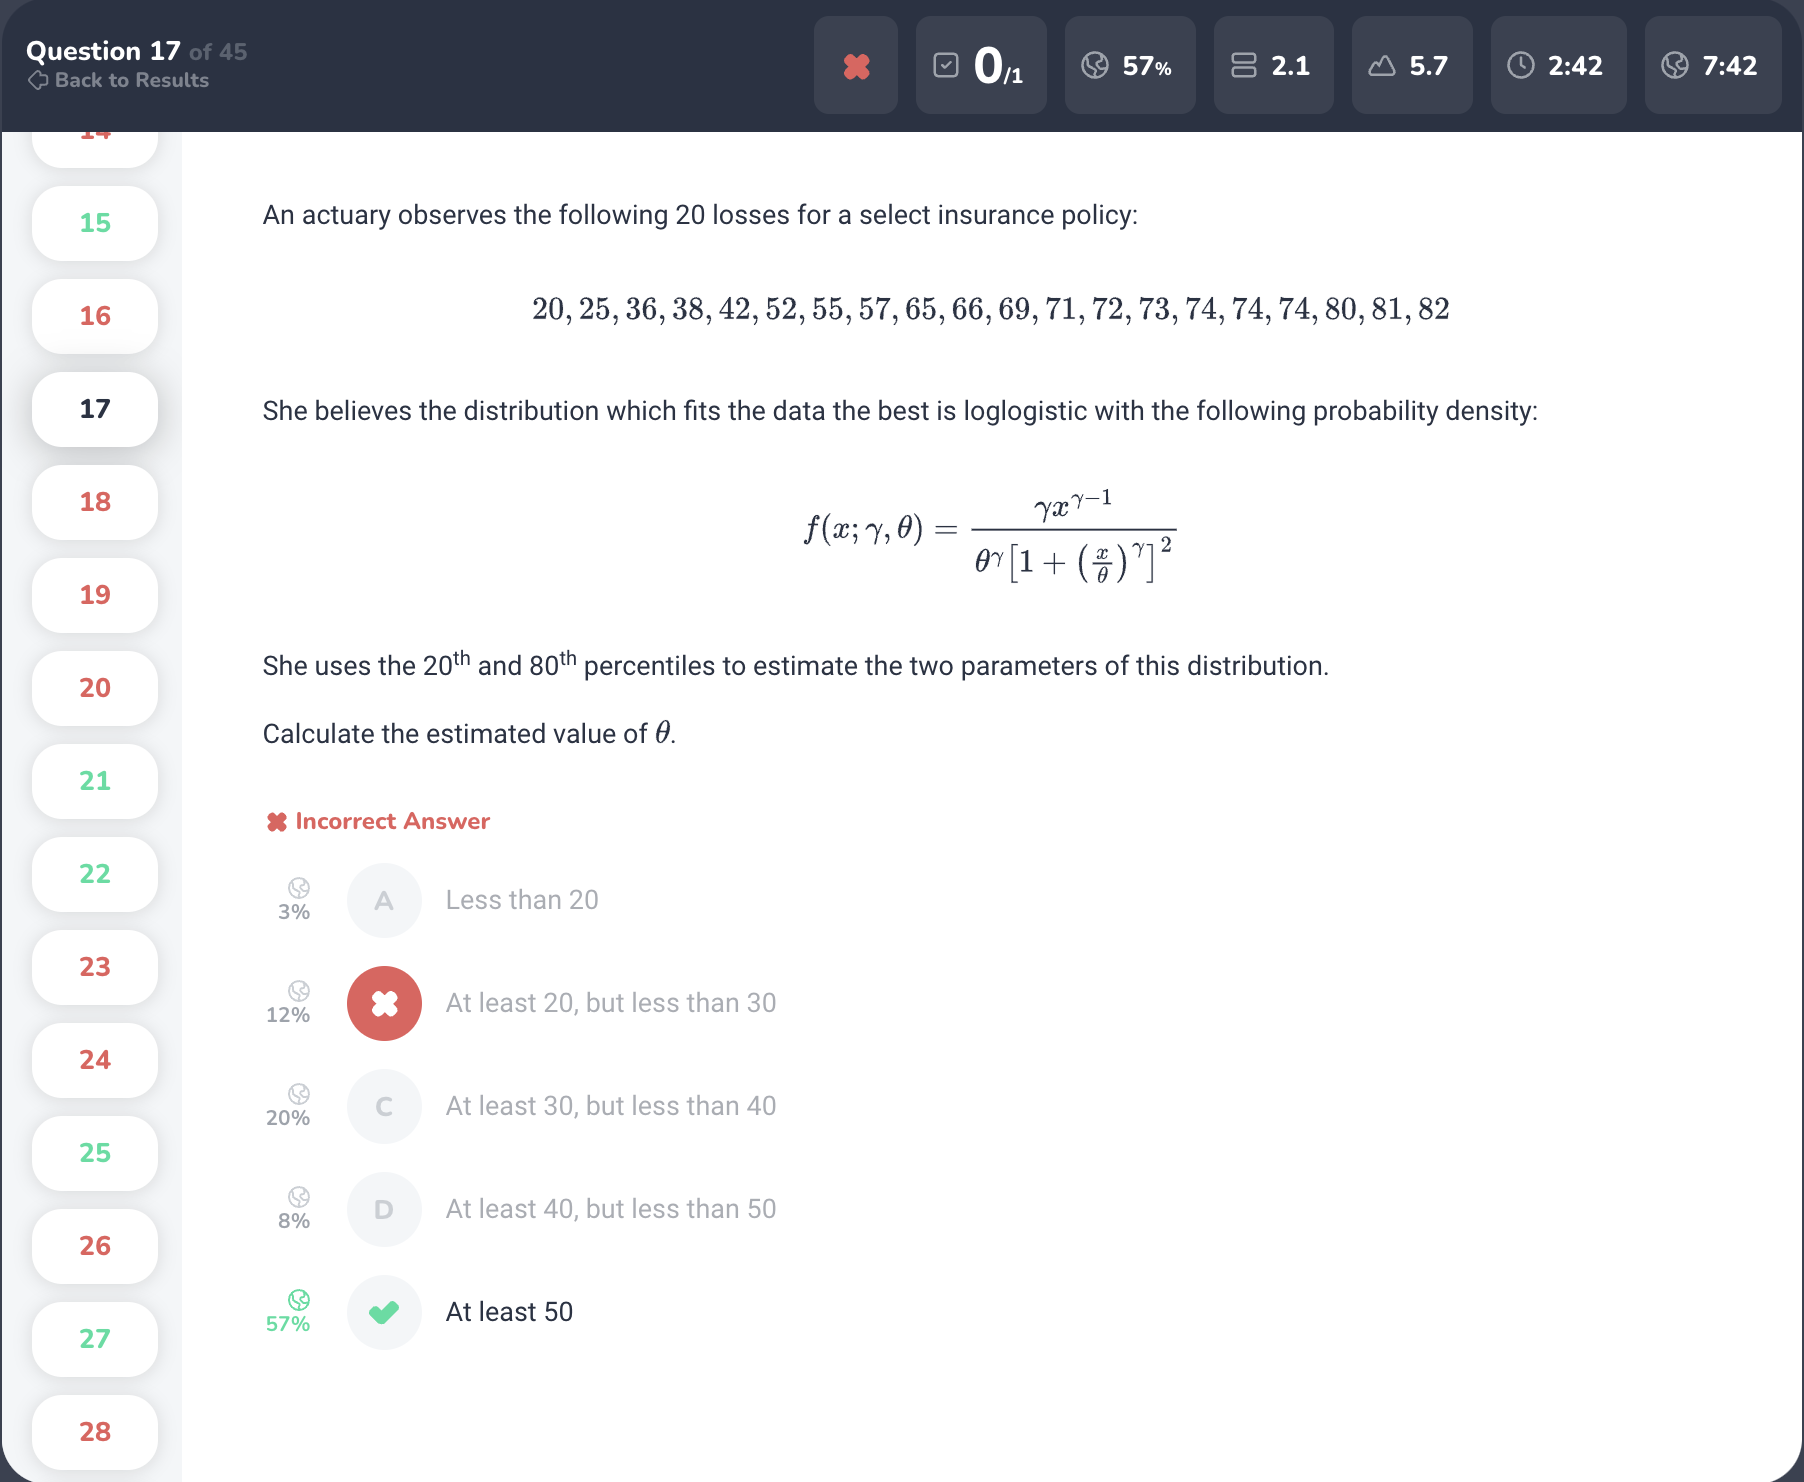 Question 17 of 45
Back to Results
0/1
57%
2.1
5.7
2:42
7:42
14
15
16
17
18
19
20
21
22
23
24
25
26
27
28
An actuary observes the following 20 losses for a select insurance policy:
20, 25, 36, 38, 42, 52, 55, 57, 65, 66, 69, 71, 72, 73, 74, 74, 74, 80, 81, 82
She believes the distribution which fits the data the best is loglogistic with the following probability density:
f(x; γ, θ) = \frac{γx^{γ−1}}{θ^γ [1 + (\frac{x}{θ})^γ]^2}
She uses the 20th and 80th percentiles to estimate the two parameters of this distribution.
Calculate the estimated value of θ.
Incorrect Answer
3% A Less than 20
12% At least 20, but less than 30
20% C At least 30, but less than 40
8% D At least 40, but less than 50
57% At least 50